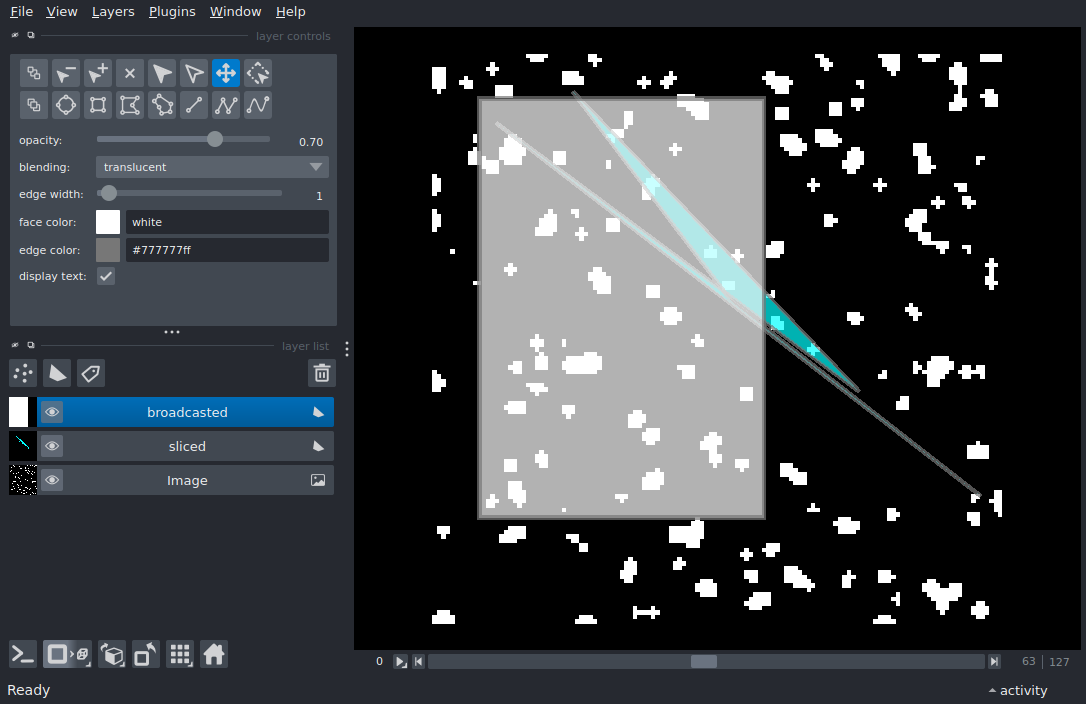 File View Layers Plugins Window Help
layer controls
opacity: 0.70
blending: translucent
edge width: 1
face color: white
edge color: #777777ff
display text:
layer list
broadcasted
sliced
Image
0 63 127
Ready activity